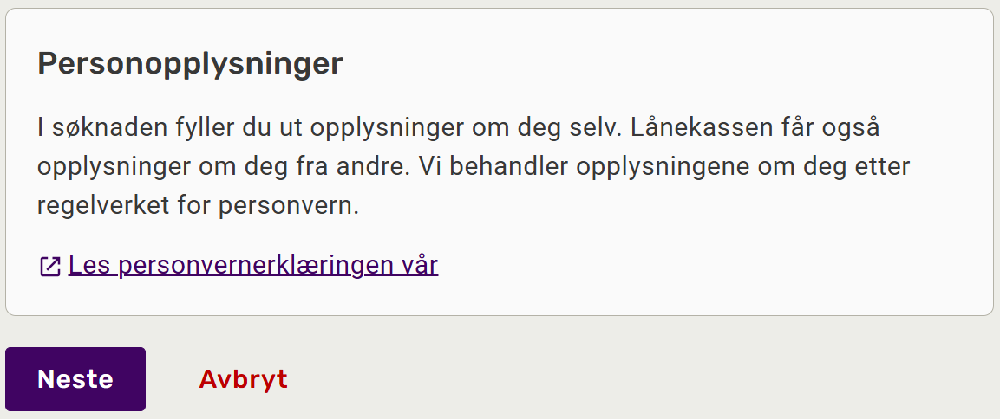 Personopplysninger
I søknaden fyller du ut opplysninger om deg selv. Lånekassen får også
opplysninger om deg fra andre. Vi behandler opplysningene om deg etter
regelverket for personvern.
Les personvernerklæringen vår
Neste
Avbryt